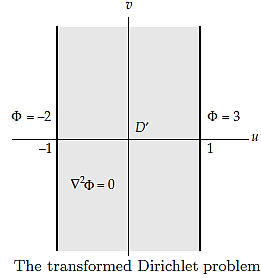 v
Φ = –2
Φ = 3
D′
u
–1
1
∇²Φ = 0
The transformed Dirichlet problem